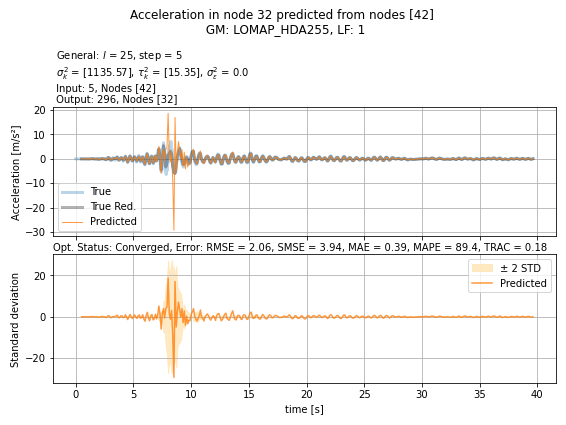 Acceleration in node 32 predicted from nodes [42]
GM: LOMAP_HDA255, LF: 1
General: l = 25, step = 5
σ_k² = [1135.57], τ_k² = [15.35], σ_ε² = 0.0
Input: 5, Nodes [42]
Output: 296, Nodes [32]
20
10
0
−10
−20
−30
Acceleration [m/s²]
True
True Red.
Predicted
Opt. Status: Converged, Error: RMSE = 2.06, SMSE = 3.94, MAE = 0.39, MAPE = 89.4, TRAC = 0.18
20
0
−20
Standard deviation
± 2 STD
Predicted
0 5 10 15 20 25 30 35 40
time [s]